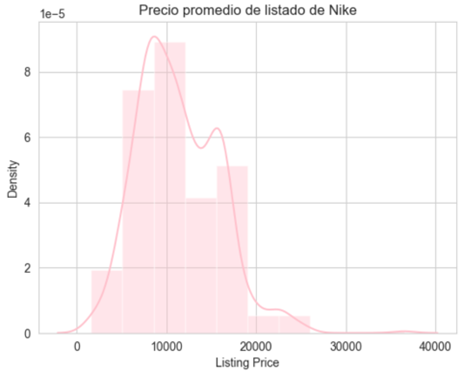 Precio promedio de listado de Nike
1e−5
8
6
4
2
0
Density
0 10000 20000 30000 40000
Listing Price